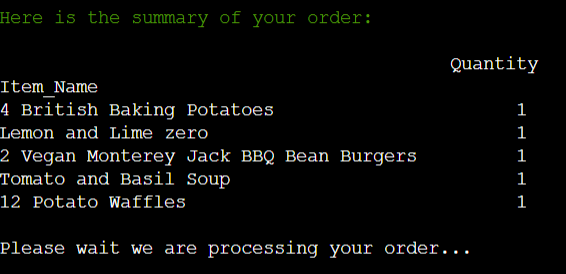 Here is the summary of your order:
Quantity
Item_Name
4 British Baking Potatoes 1
Lemon and Lime zero 1
2 Vegan Monterey Jack BBQ Bean Burgers 1
Tomato and Basil Soup 1
12 Potato Waffles 1
Please wait we are processing your order...